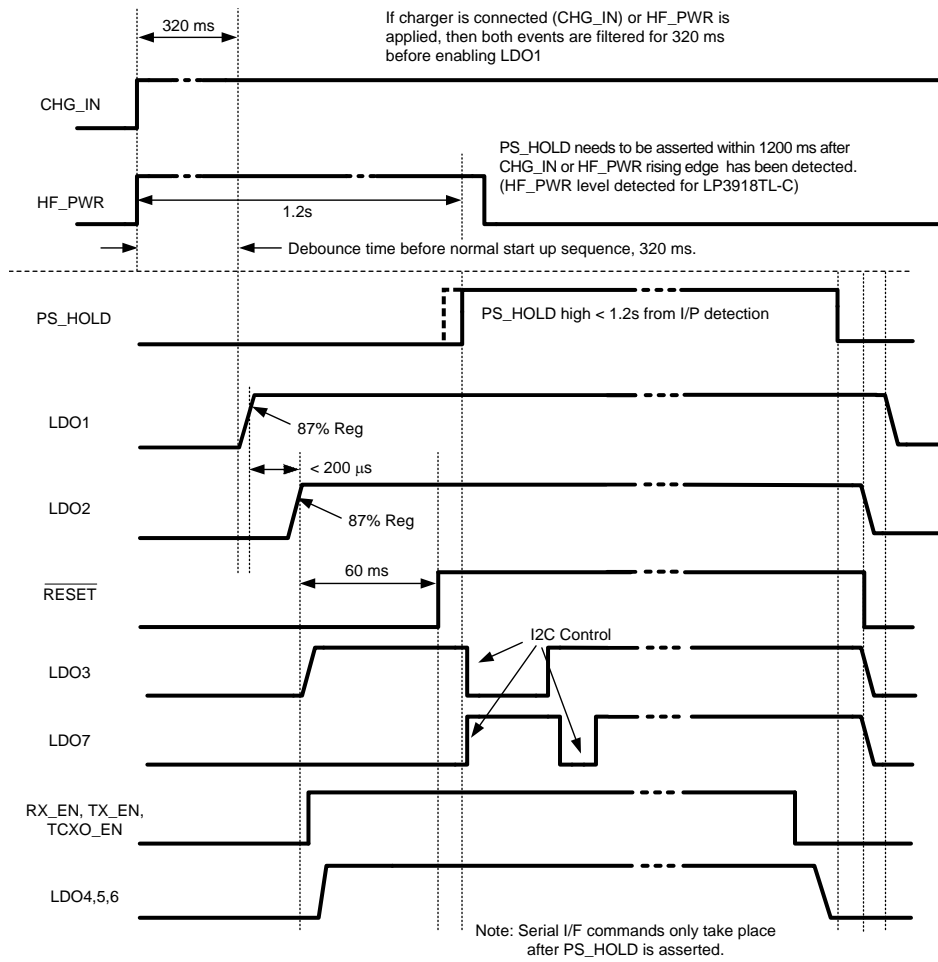 320 ms
If charger is connected (CHG_IN) or HF_PWR is
applied, then both events are filtered for 320 ms
before enabling LDO1
CHG_IN
PS_HOLD needs to be asserted within 1200 ms after
CHG_IN or HF_PWR rising edge has been detected.
(HF_PWR level detected for LP3918TL-C)
HF_PWR
1.2s
Debounce time before normal start up sequence, 320 ms.
PS_HOLD
PS_HOLD high < 1.2s from I/P detection
LDO1
87% Reg
< 200 μs
LDO2
87% Reg
60 ms
RESET
I2C Control
LDO3
LDO7
RX_EN, TX_EN,
TCXO_EN
LDO4,5,6
Note: Serial I/F commands only take place
after PS_HOLD is asserted.